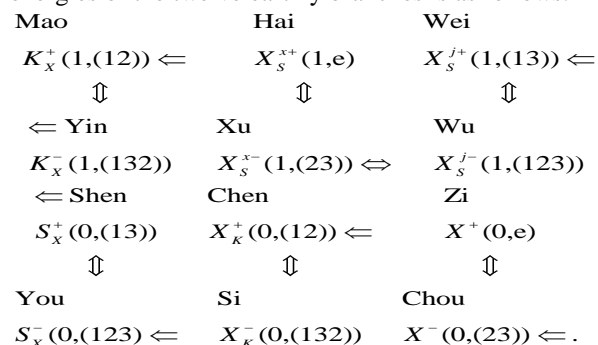 Mao Hai Wei
K_X^+(1,(12)) ⇐ X_S^{x+}(1,e) X_S^{j+}(1,(13)) ⇐
⇕ ⇕ ⇕
⇐ Yin Xu Wu
K_X^-(1,(132)) X_S^{x-}(1,(23)) ⇔ X_S^{j-}(1,(123))
⇐ Shen Chen Zi
S_X^+(0,(13)) X_K^+(0,(12)) ⇐ X^+(0,e)
⇕ ⇕ ⇕
You Si Chou
S_X^-(0,(123) ⇐ X_K^-(0,(132)) X^-(0,(23)) ⇐ .